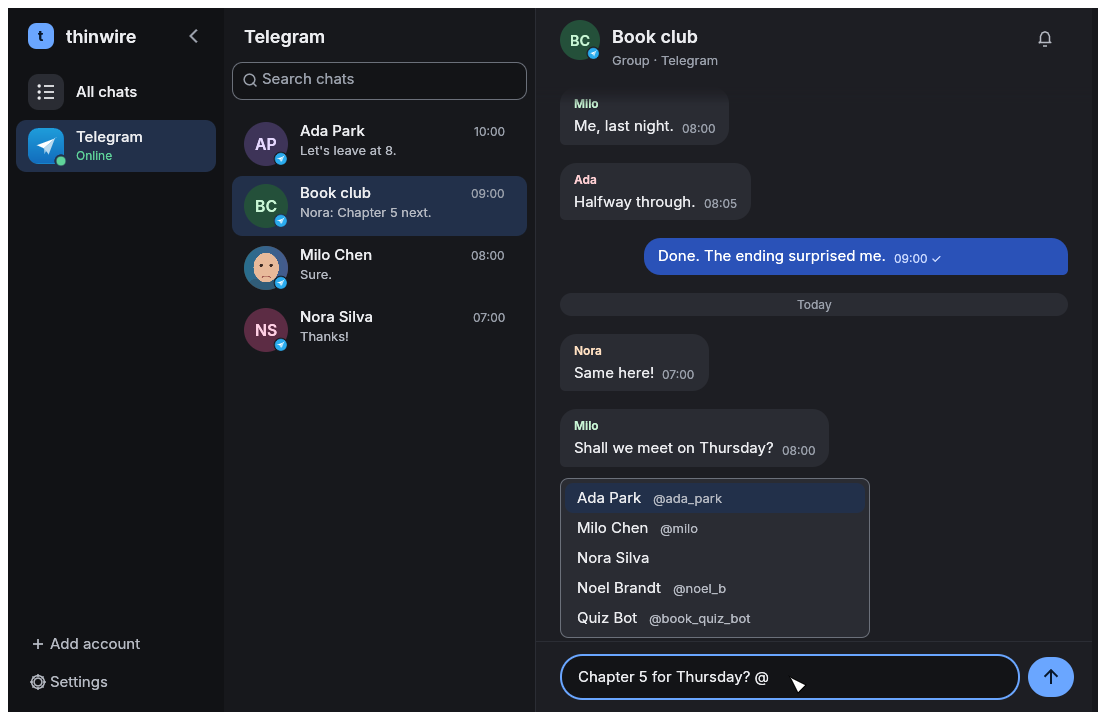 t thinwire
All chats
Telegram
Online
+ Add account
Settings
Telegram
Search chats
AP Ada Park 10:00
Let's leave at 8.
BC Book club 09:00
Nora: Chapter 5 next.
Milo Chen 08:00
Sure.
NS Nora Silva 07:00
Thanks!
BC Book club
Group · Telegram
Milo
Me, last night. 08:00
Ada
Halfway through. 08:05
Done. The ending surprised me. 09:00 ✓
Today
Nora
Same here! 07:00
Milo
Shall we meet on Thursday? 08:00
Ada Park @ada_park
Milo Chen @milo
Nora Silva
Noel Brandt @noel_b
Quiz Bot @book_quiz_bot
Chapter 5 for Thursday? @